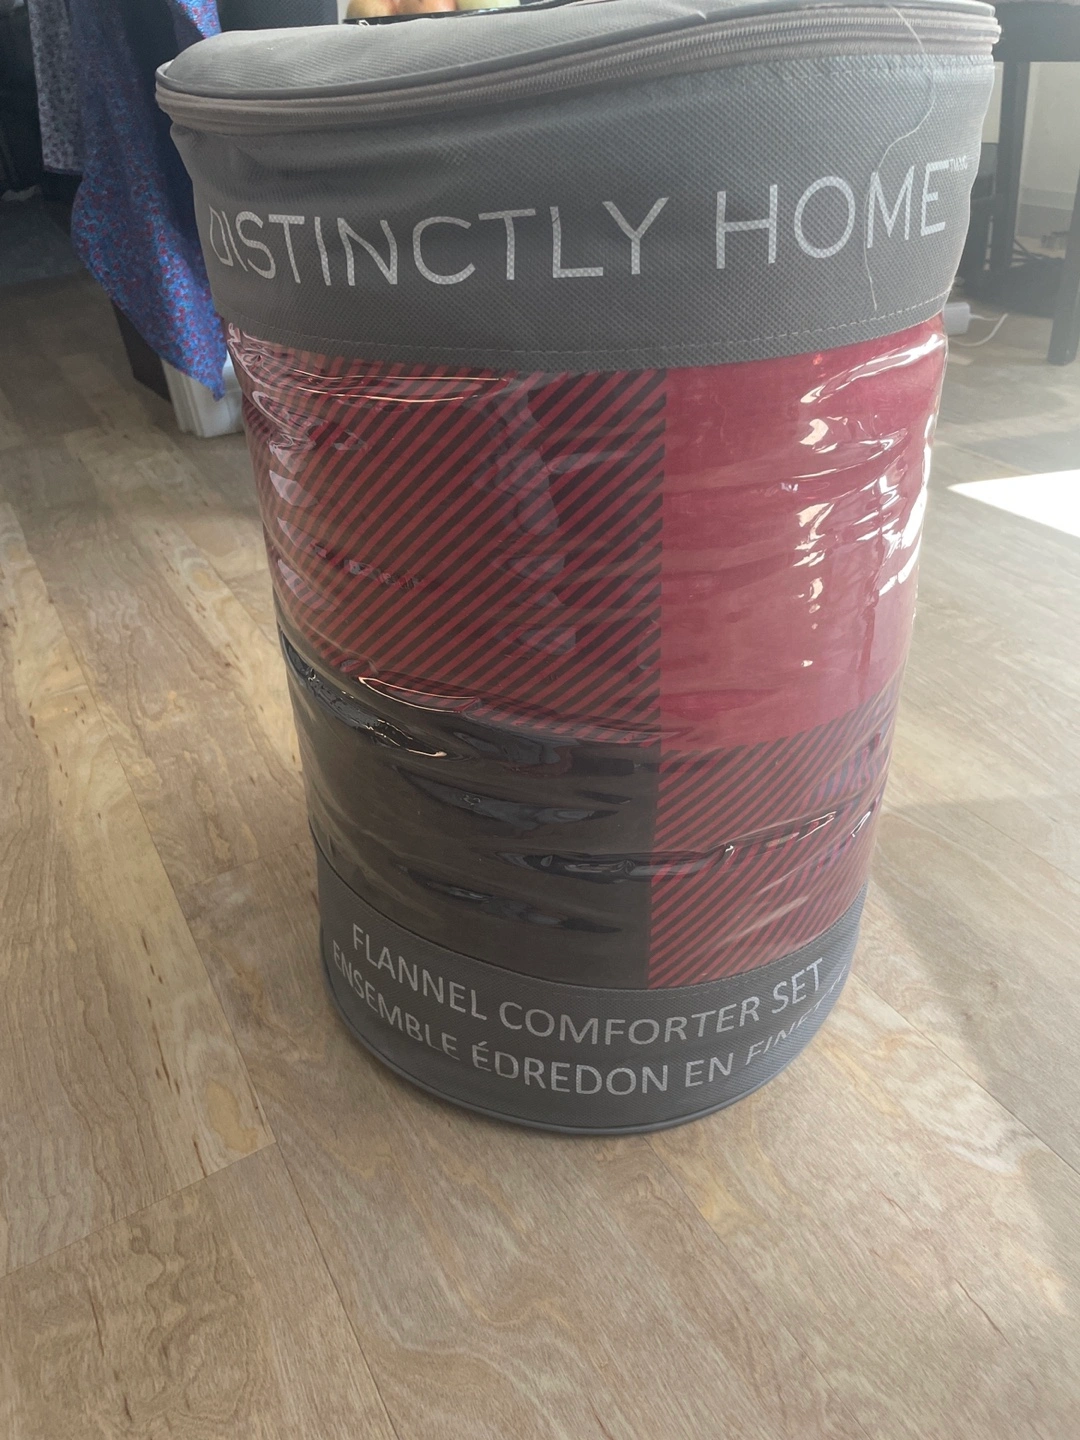 DISTINCTLY HOME
FLANNEL COMFORTER SET
ENSEMBLE ÉDREDON EN